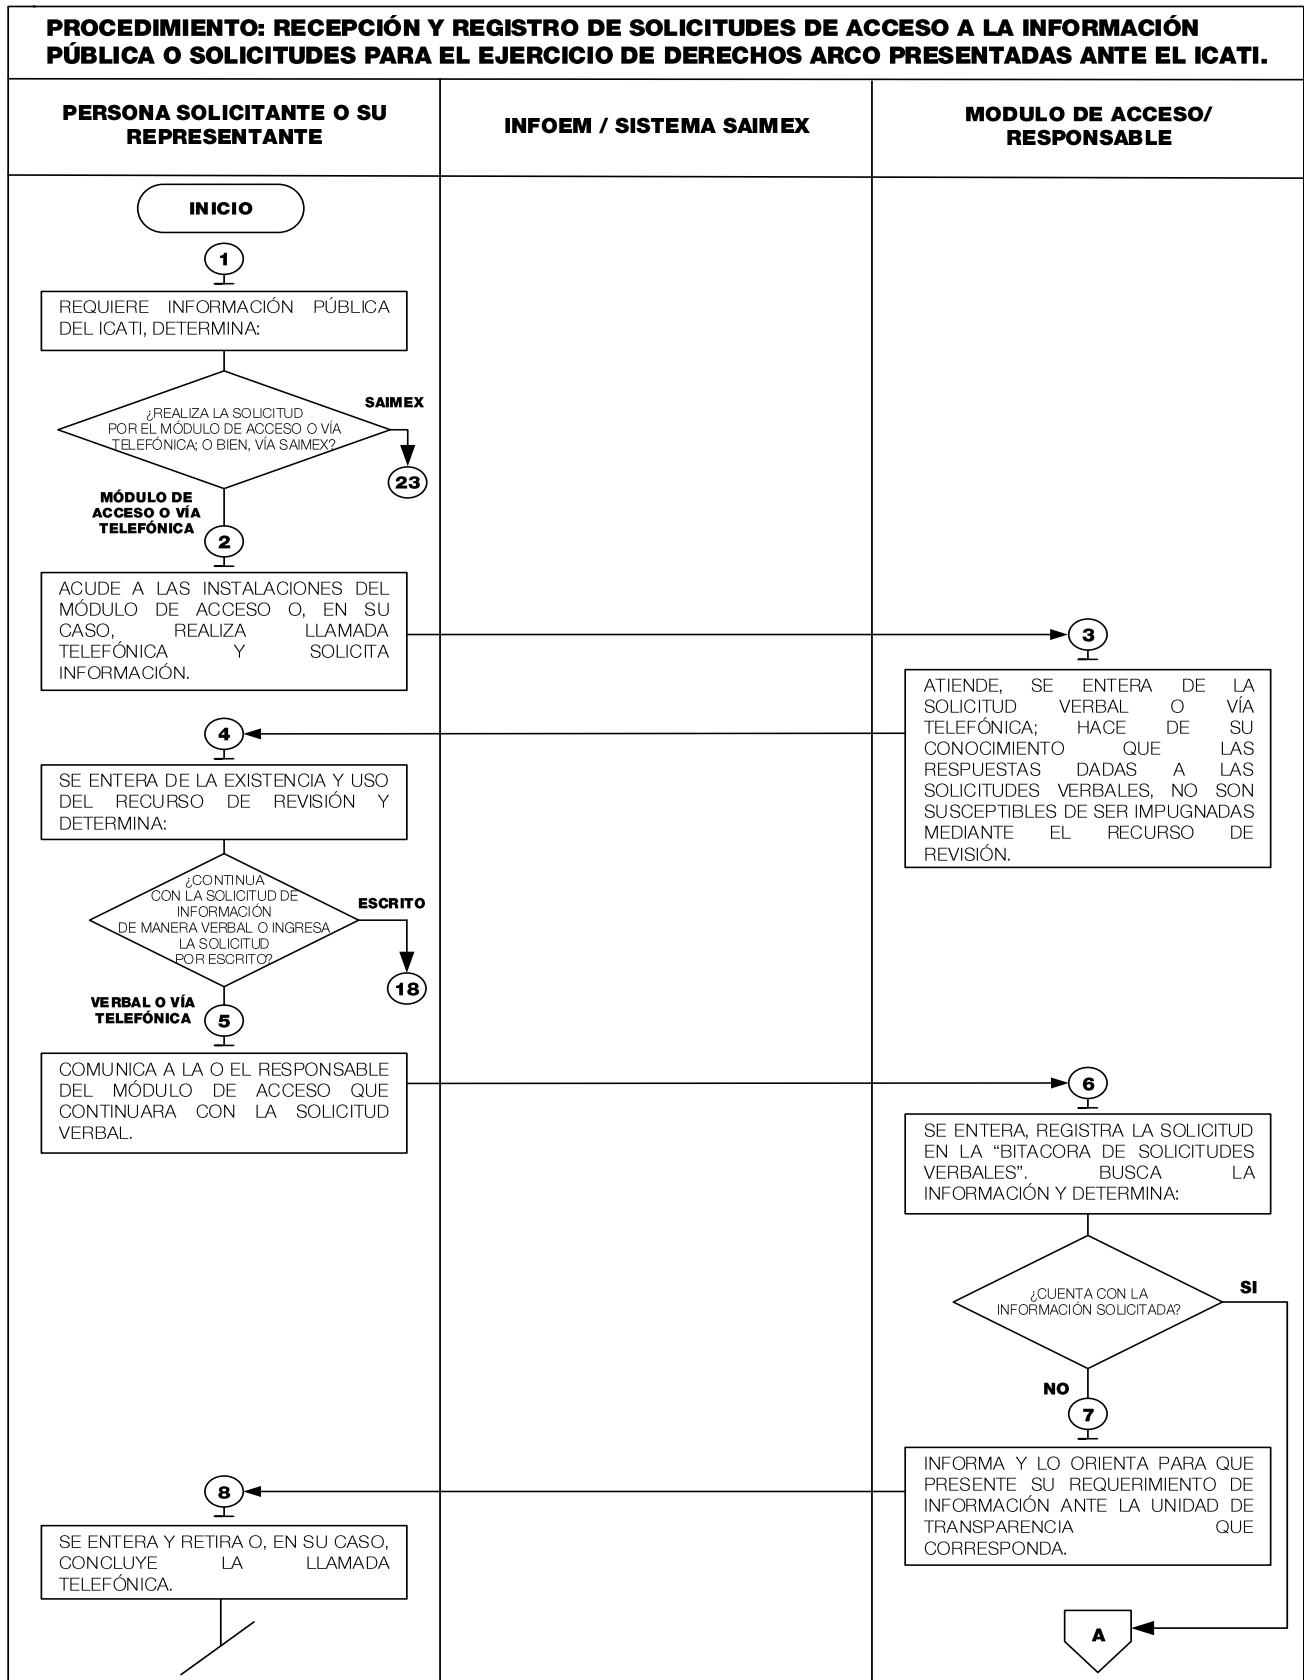 PROCEDIMIENTO: RECEPCIÓN Y REGISTRO DE SOLICITUDES DE ACCESO A LA INFORMACIÓN
PÚBLICA O SOLICITUDES PARA EL EJERCICIO DE DERECHOS ARCO PRESENTADAS ANTE EL ICATI.
PERSONA SOLICITANTE O SU
REPRESENTANTE
INFOEM / SISTEMA SAIMEX
MODULO DE ACCESO/
RESPONSABLE
INICIO
1
REQUIERE INFORMACIÓN PÚBLICA
DEL ICATI, DETERMINA:
¿REALIZA LA SOLICITUD
POR EL MÓDULO DE ACCESO O VÍA
TELEFÓNICA; O BIEN, VÍA SAIMEX?
SAIMEX
23
MÓDULO DE
ACCESO O VÍA
TELEFÓNICA
2
ACUDE A LAS INSTALACIONES DEL
MÓDULO DE ACCESO O, EN SU
CASO, REALIZA LLAMADA
TELEFÓNICA Y SOLICITA
INFORMACIÓN.
3
ATIENDE, SE ENTERA DE LA
SOLICITUD VERBAL O VÍA
TELEFÓNICA; HACE DE SU
CONOCIMIENTO QUE LAS
RESPUESTAS DADAS A LAS
SOLICITUDES VERBALES, NO SON
SUSCEPTIBLES DE SER IMPUGNADAS
MEDIANTE EL RECURSO DE
REVISIÓN.
4
SE ENTERA DE LA EXISTENCIA Y USO
DEL RECURSO DE REVISIÓN Y
DETERMINA:
¿CONTINUA
CON LA SOLICITUD DE
INFORMACIÓN
DE MANERA VERBAL O INGRESA
LA SOLICITUD
POR ESCRITO?
ESCRITO
18
VERBAL O VÍA
TELEFÓNICA
5
COMUNICA A LA O EL RESPONSABLE
DEL MÓDULO DE ACCESO QUE
CONTINUARA CON LA SOLICITUD
VERBAL.
6
SE ENTERA, REGISTRA LA SOLICITUD
EN LA “BITACORA DE SOLICITUDES
VERBALES”. BUSCA LA
INFORMACIÓN Y DETERMINA:
¿CUENTA CON LA
INFORMACIÓN SOLICITADA?
SI
NO
7
INFORMA Y LO ORIENTA PARA QUE
PRESENTE SU REQUERIMIENTO DE
INFORMACIÓN ANTE LA UNIDAD DE
TRANSPARENCIA QUE
CORRESPONDA.
8
SE ENTERA Y RETIRA O, EN SU CASO,
CONCLUYE LA LLAMADA
TELEFÓNICA.
A